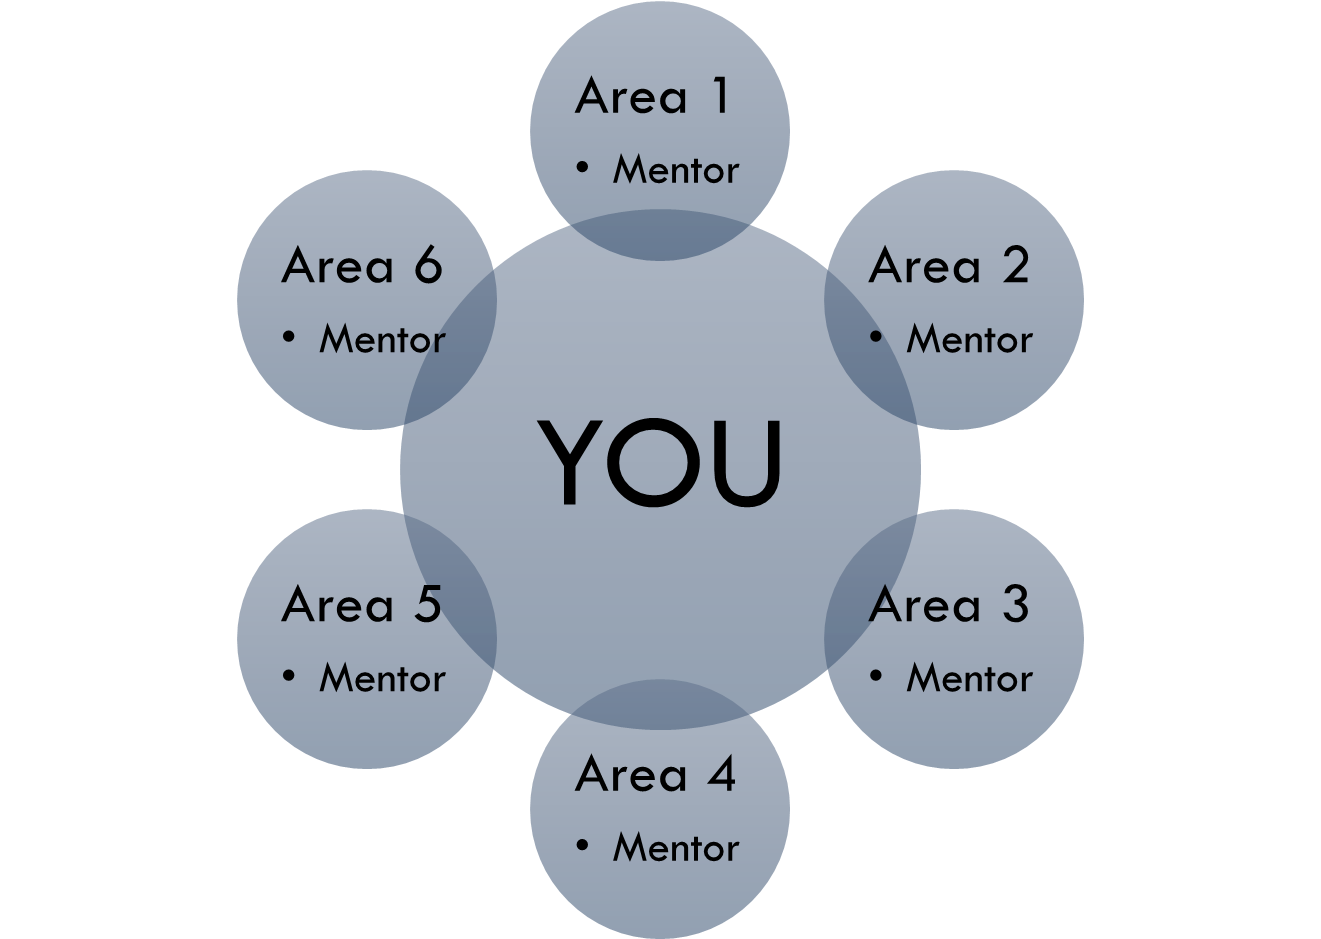 Area 1
• Mentor
Area 6
• Mentor
Area 2
• Mentor
YOU
Area 5
• Mentor
Area 3
• Mentor
Area 4
• Mentor